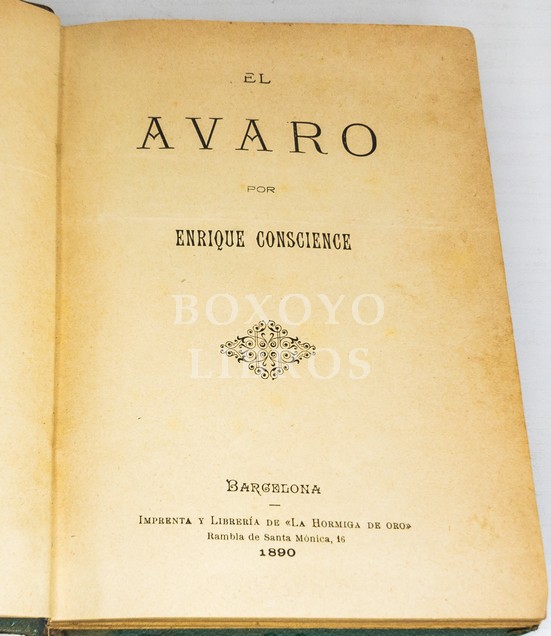 EL
AVARO
POR
ENRIQUE CONSCIENCE
BOXOYO
LIBROS
BARCELONA
IMPRENTA Y LIBRERÍA DE «LA HORMIGA DE ORO»
Rambla de Santa Mónica, 16
1890